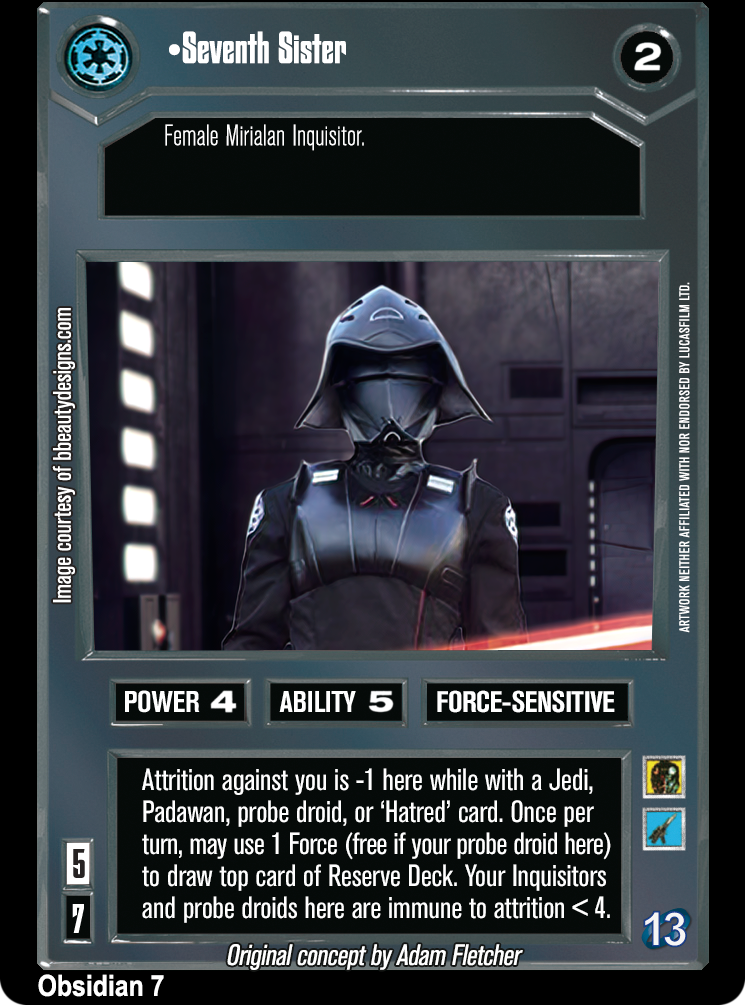 •Seventh Sister
2
Female Mirialan Inquisitor.
Image courtesy of bbeautydesigns.com
ARTWORK NEITHER AFFILIATED WITH NOR ENDORSED BY LUCASFILM LTD.
POWER 4
ABILITY 5
FORCE-SENSITIVE
Attrition against you is -1 here while with a Jedi,
Padawan, probe droid, or ‘Hatred’ card. Once per
turn, may use 1 Force (free if your probe droid here)
to draw top card of Reserve Deck. Your Inquisitors
and probe droids here are immune to attrition < 4.
5
7
13
Original concept by Adam Fletcher
Obsidian 7